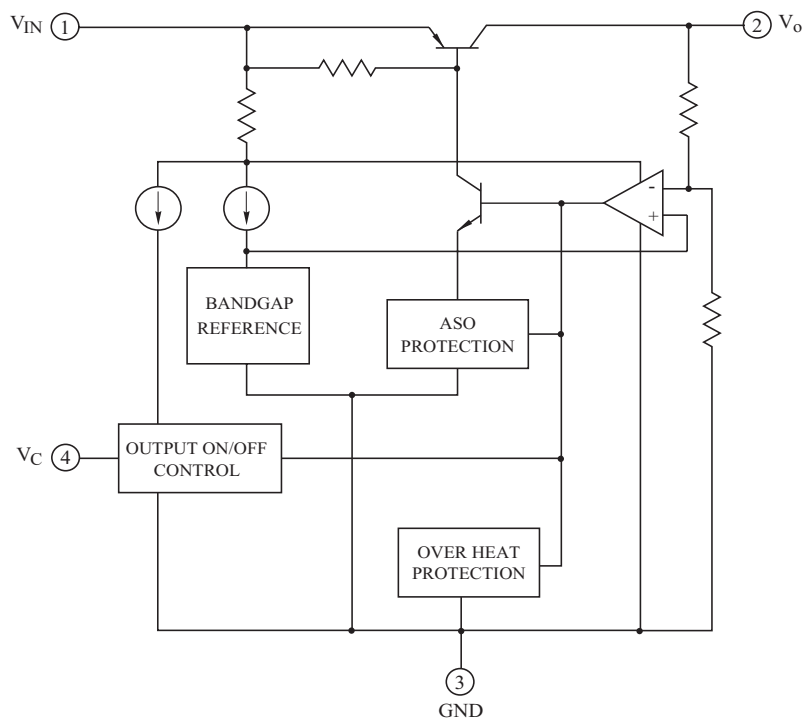 VIN 1
2 Vo
-
+
BANDGAP
REFERENCE
ASO
PROTECTION
VC 4
OUTPUT ON/OFF
CONTROL
OVER HEAT
PROTECTION
3
GND